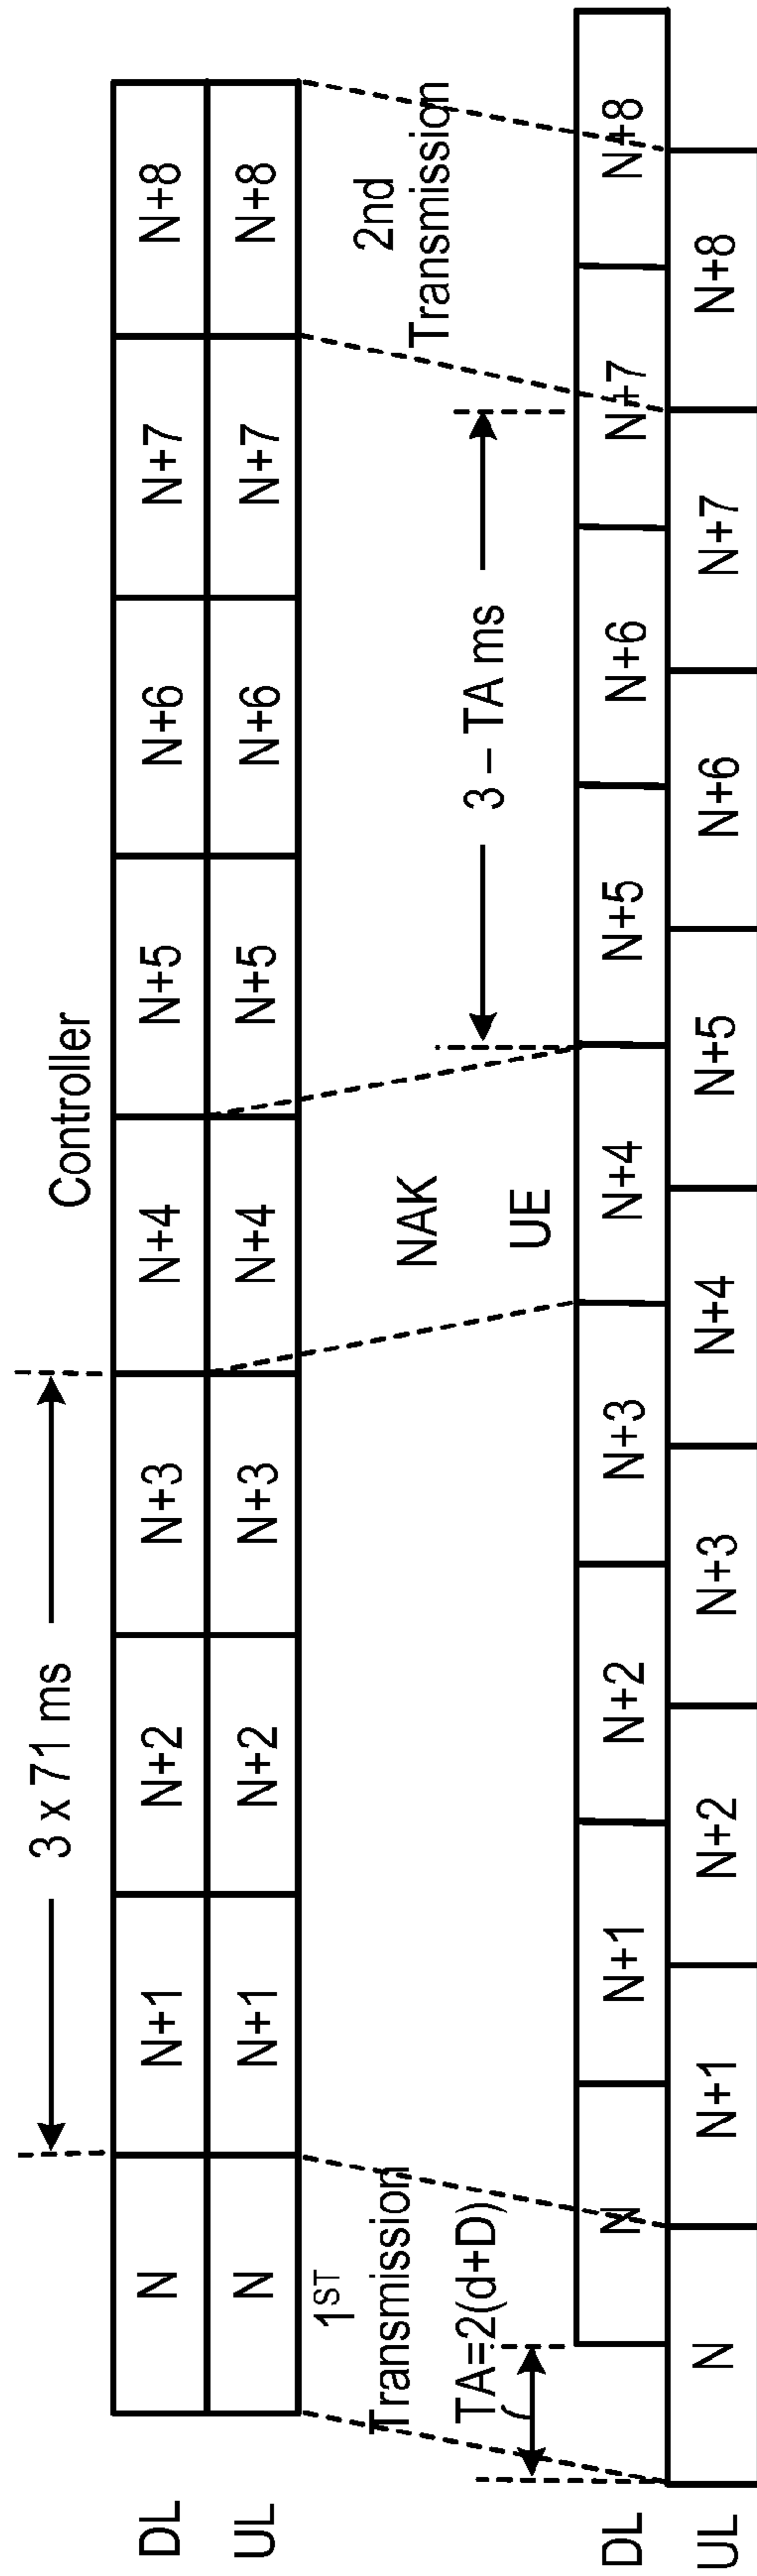 Controller
3 x 71 ms
DL N N+1 N+2 N+3 N+4 N+5 N+6 N+7 N+8
UL N N+1 N+2 N+3 N+4 N+5 N+6 N+7 N+8
1ST
Transmission
NAK
2nd
Transmission
TA=2(d+D)
3 – TA ms
UE
DL N N+1 N+2 N+3 N+4 N+5 N+6 N+7 N+8
UL N N+1 N+2 N+3 N+4 N+5 N+6 N+7 N+8